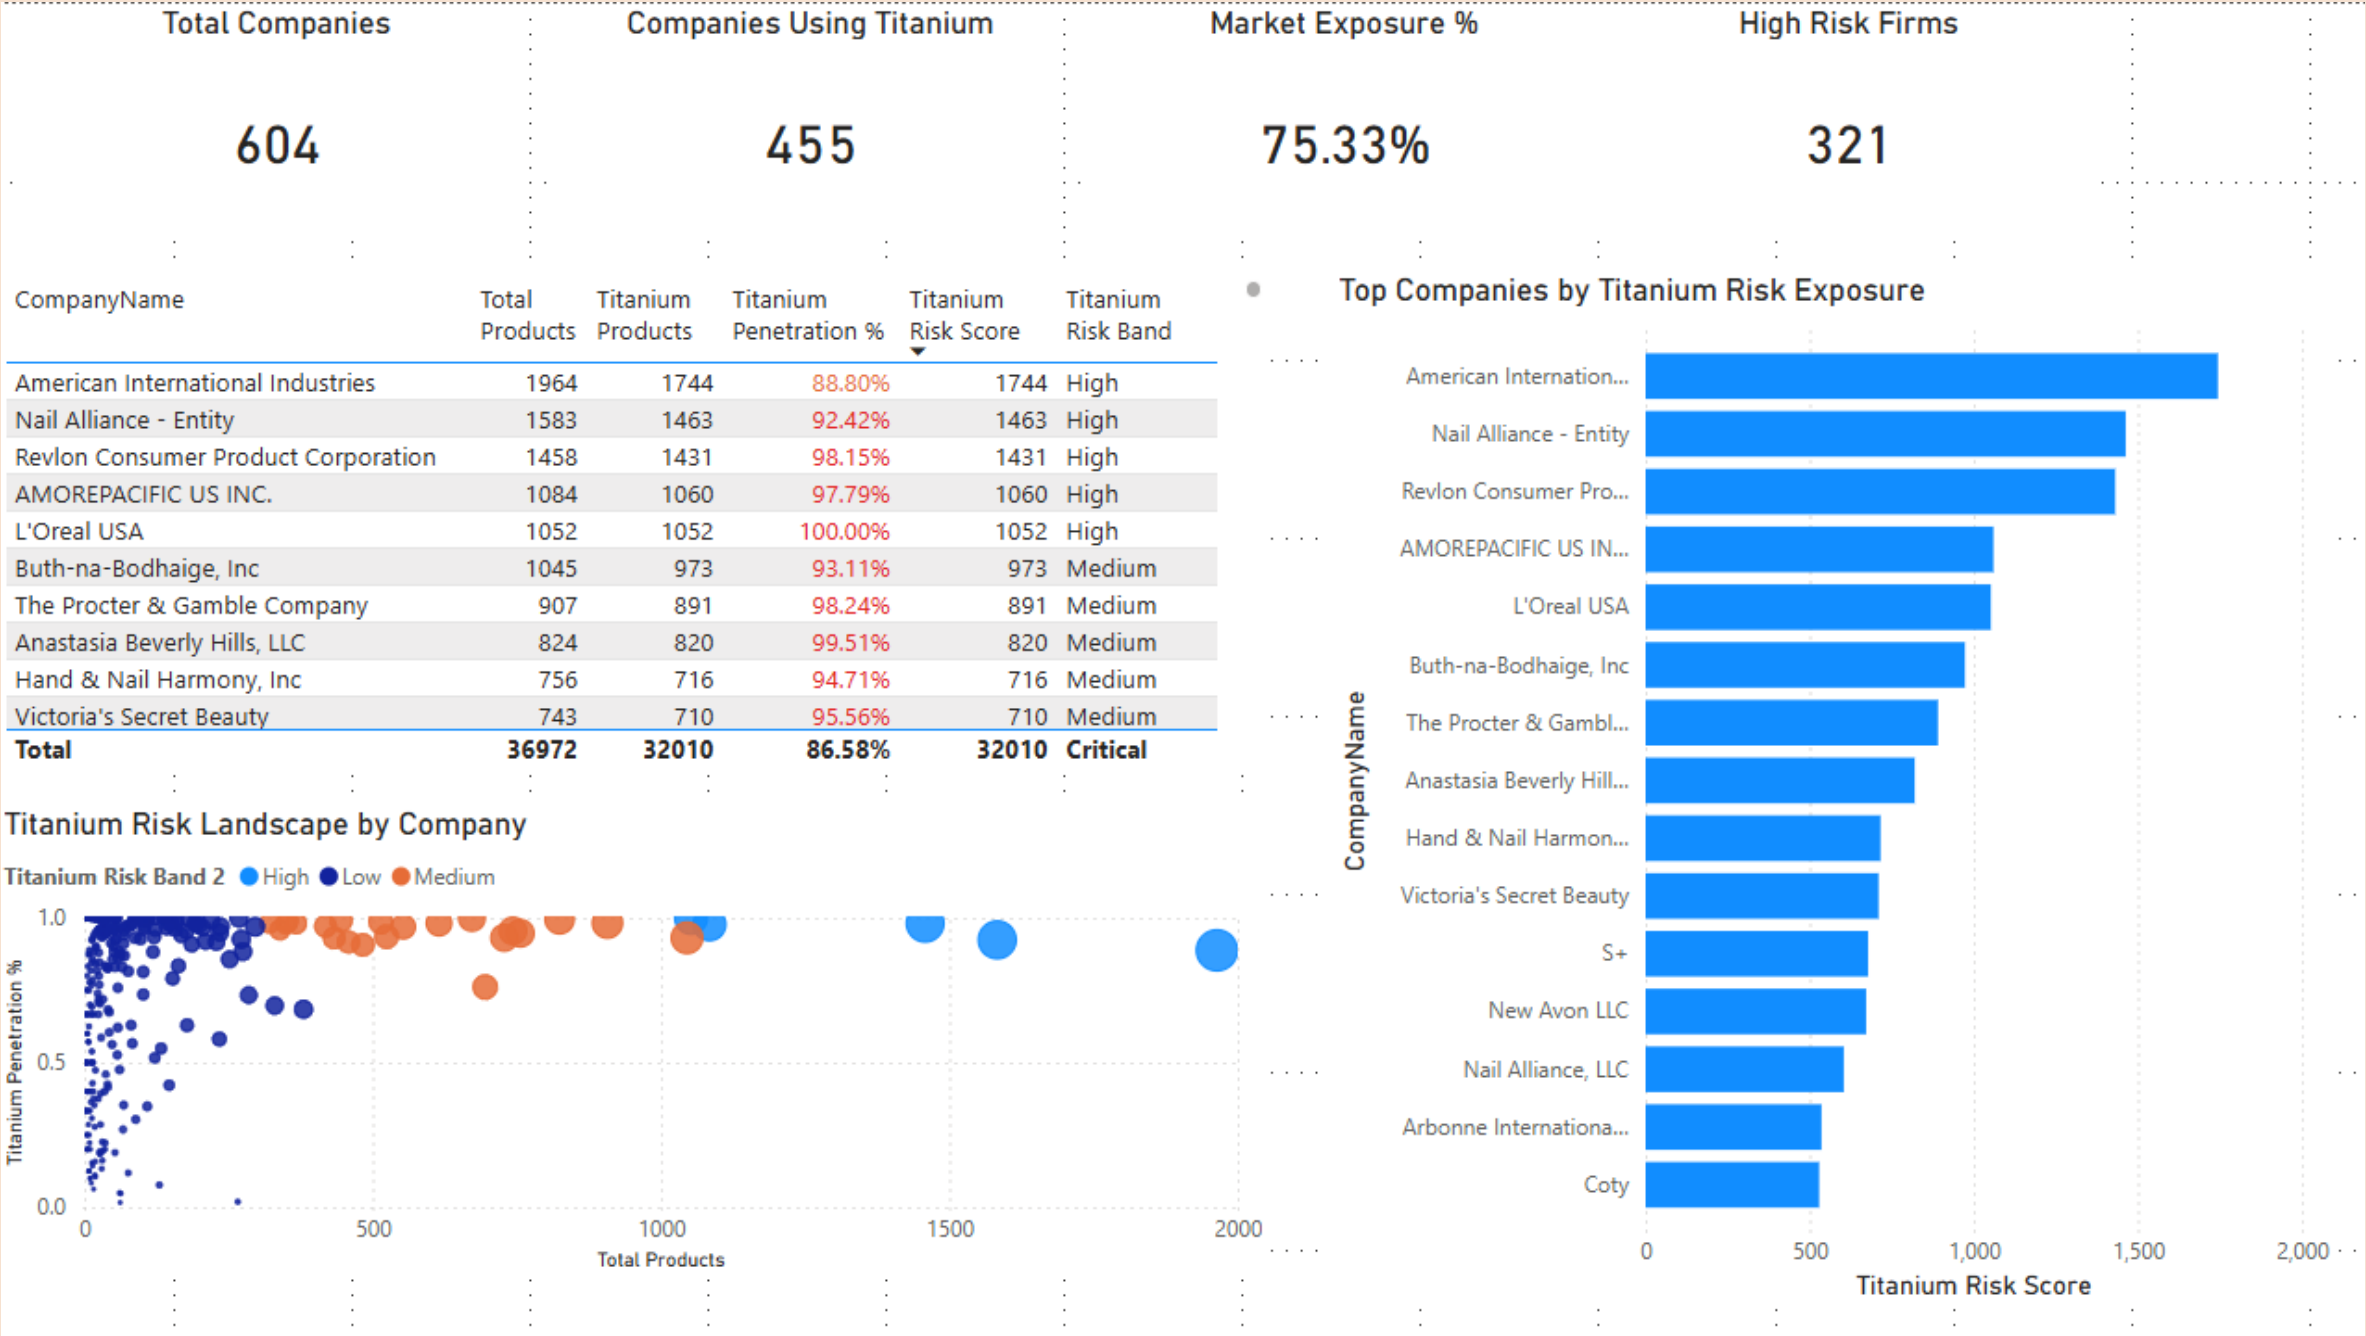 Total Companies
Companies Using Titanium
Market Exposure %
High Risk Firms
604
455
75.33%
321
CompanyName Total Products Titanium Products Titanium Penetration % Titanium Risk Score Titanium Risk Band
American International Industries 1964 1744 88.80% 1744 High
Nail Alliance - Entity 1583 1463 92.42% 1463 High
Revlon Consumer Product Corporation 1458 1431 98.15% 1431 High
AMOREPACIFIC US INC. 1084 1060 97.79% 1060 High
L'Oreal USA 1052 1052 100.00% 1052 High
Buth-na-Bodhaige, Inc 1045 973 93.11% 973 Medium
The Procter & Gamble Company 907 891 98.24% 891 Medium
Anastasia Beverly Hills, LLC 824 820 99.51% 820 Medium
Hand & Nail Harmony, Inc 756 716 94.71% 716 Medium
Victoria's Secret Beauty 743 710 95.56% 710 Medium
Total 36972 32010 86.58% 32010 Critical
Titanium Risk Landscape by Company
Titanium Risk Band 2 High Low Medium
Titanium Penetration %
1.0
0.5
0.0
0 500 1000 1500 2000
Total Products
Top Companies by Titanium Risk Exposure
CompanyName
American Internation...
Nail Alliance - Entity
Revlon Consumer Pro...
AMOREPACIFIC US IN...
L'Oreal USA
Buth-na-Bodhaige, Inc
The Procter & Gambl...
Anastasia Beverly Hill...
Hand & Nail Harmon...
Victoria's Secret Beauty
S+
New Avon LLC
Nail Alliance, LLC
Arbonne Internationa...
Coty
0 500 1,000 1,500 2,000
Titanium Risk Score